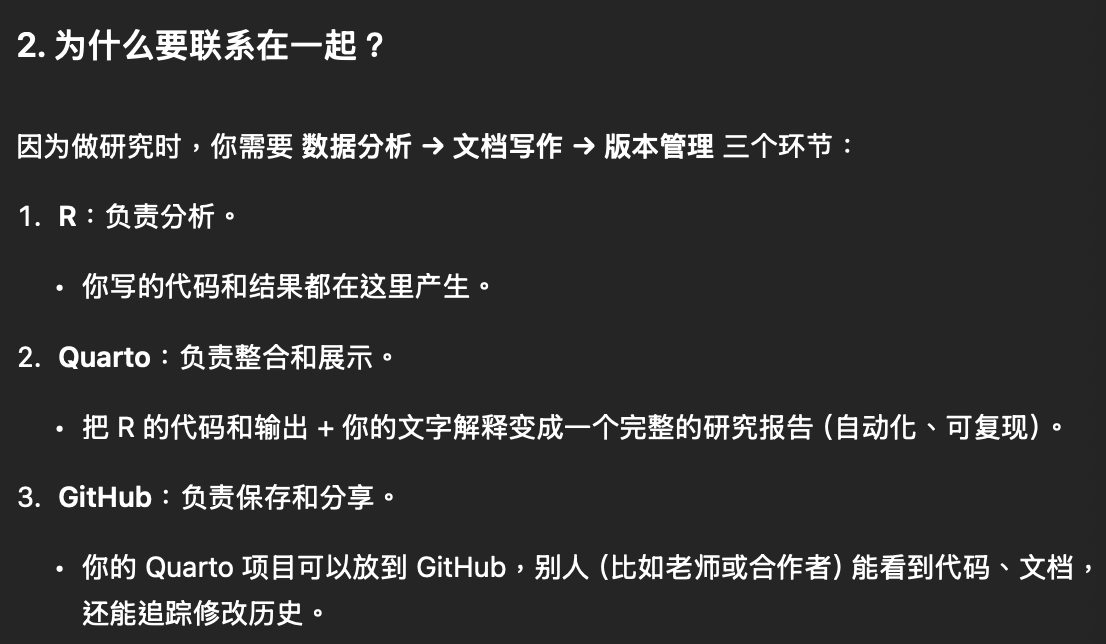 2. 为什么要联系在一起？
因为做研究时，你需要 数据分析 → 文档写作 → 版本管理 三个环节：
1. R：负责分析。
• 你写的代码和结果都在这里产生。
2. Quarto：负责整合和展示。
• 把 R 的代码和输出 + 你的文字解释变成一个完整的研究报告（自动化、可复现）。
3. GitHub：负责保存和分享。
• 你的 Quarto 项目可以放到 GitHub，别人（比如老师或合作者）能看到代码、文档，
还能追踪修改历史。